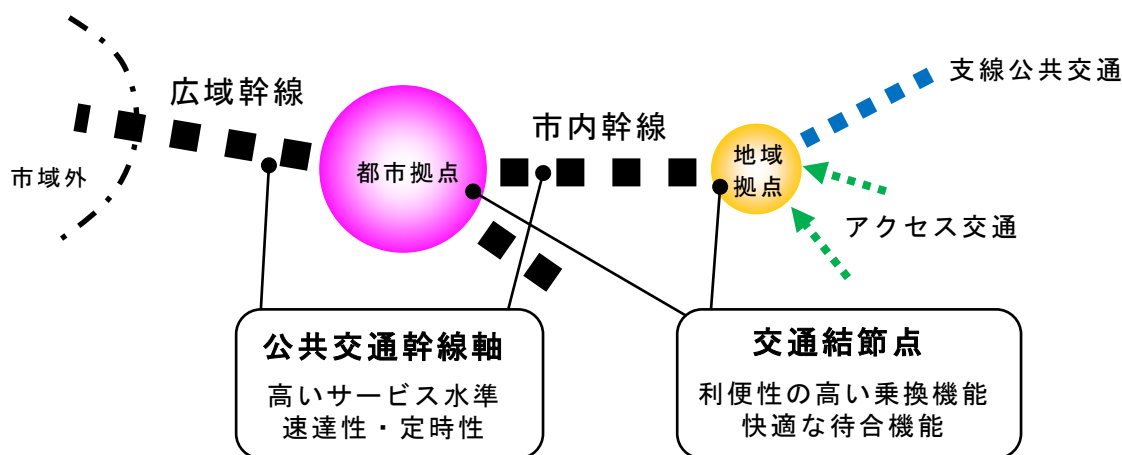 支線公共交通
広域幹線
市内幹線
市域外
都市拠点
地域
拠点
アクセス交通
公共交通幹線軸
高いサービス水準
速達性・定時性
交通結節点
利便性の高い乗換機能
快適な待合機能